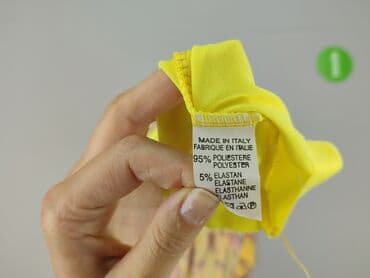 MADE IN ITALY
FABRIQUE EN ITALIE
95% POLIESTERE
POLYESTER
5% ELASTAN
ELASTANE
ELASTHANNE
ELASTHAN